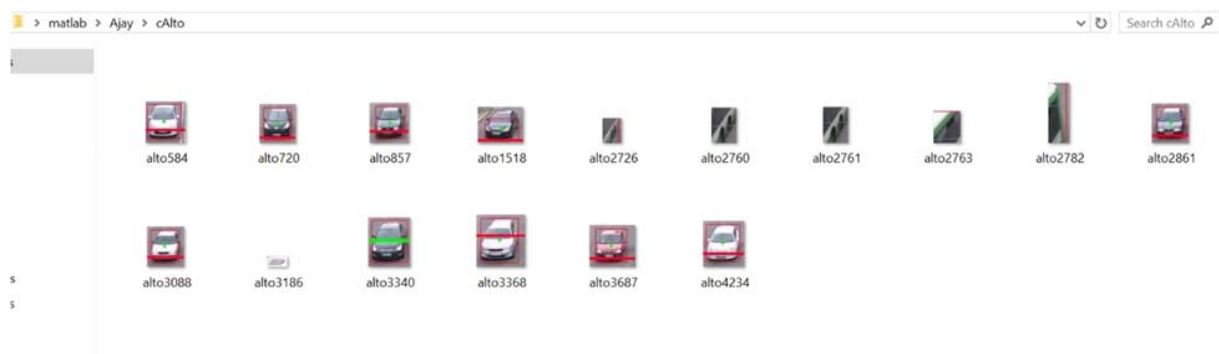 > matlab > Ajay > cAlto
Search cAlto
s
alto584 alto720 alto857 alto1518 alto2726 alto2760 alto2761 alto2763 alto2782 alto2861
alto3088 alto3186 alto3340 alto3368 alto3687 alto4234
s
s